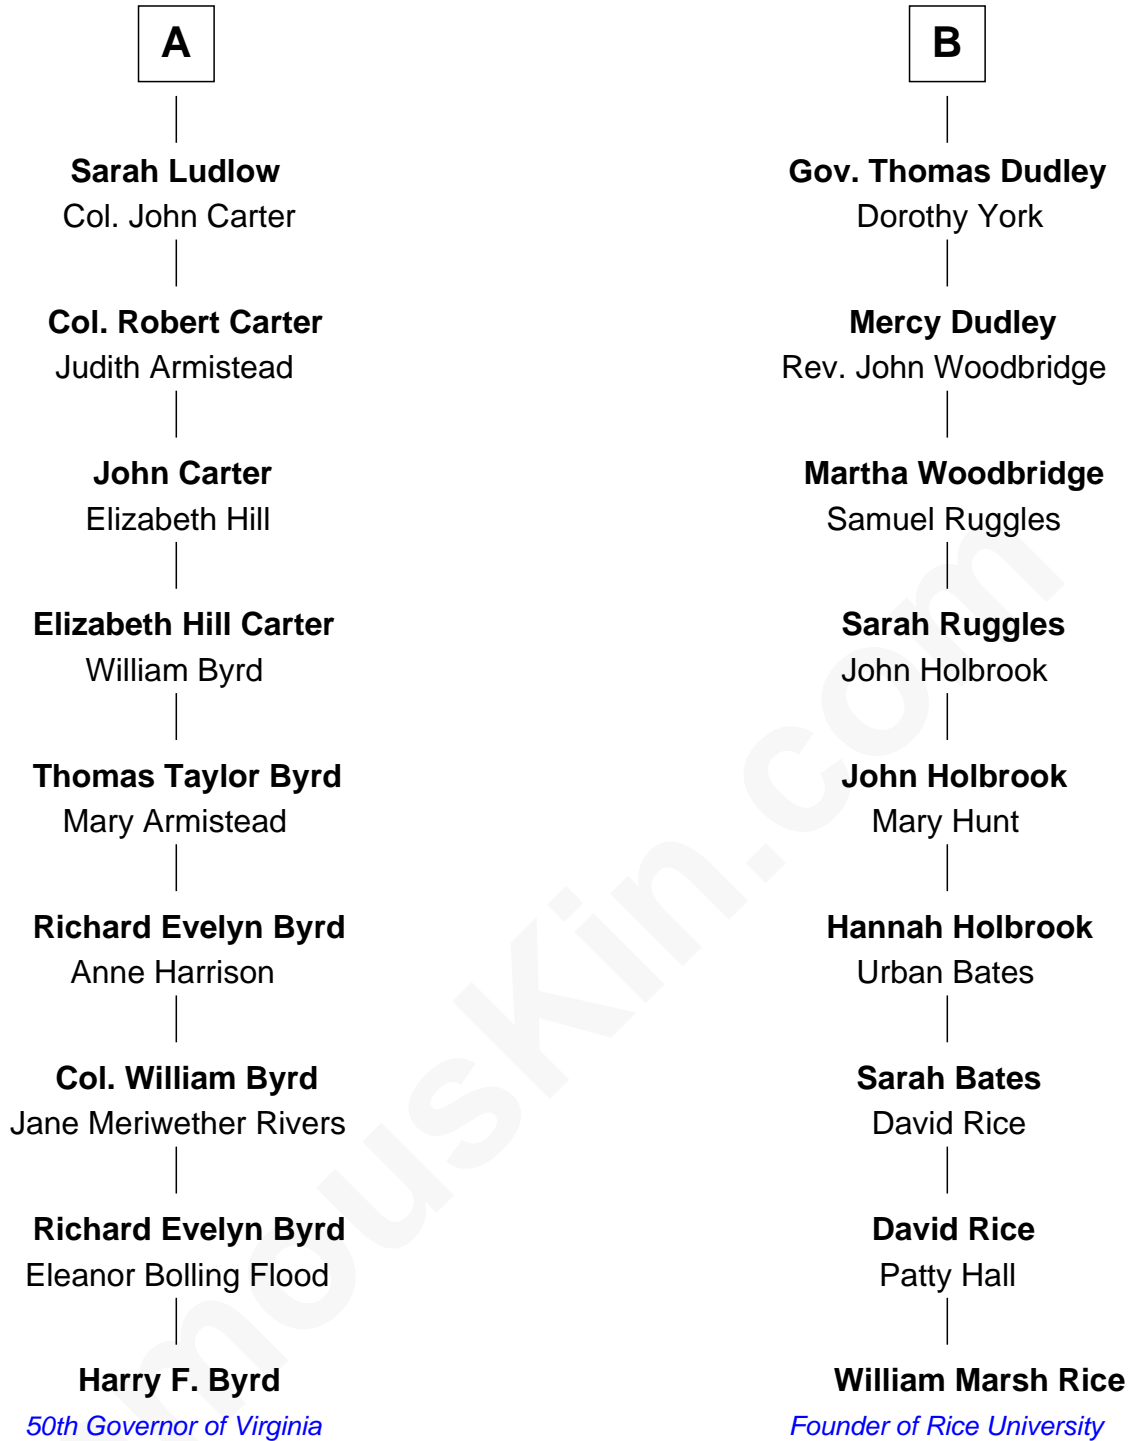 A
Sarah Ludlow
Col. John Carter
Col. Robert Carter
Judith Armistead
John Carter
Elizabeth Hill
Elizabeth Hill Carter
William Byrd
Thomas Taylor Byrd
Mary Armistead
Richard Evelyn Byrd
Anne Harrison
Col. William Byrd
Jane Meriwether Rivers
Richard Evelyn Byrd
Eleanor Bolling Flood
Harry F. Byrd
50th Governor of Virginia
B
Gov. Thomas Dudley
Dorothy York
Mercy Dudley
Rev. John Woodbridge
Martha Woodbridge
Samuel Ruggles
Sarah Ruggles
John Holbrook
John Holbrook
Mary Hunt
Hannah Holbrook
Urban Bates
Sarah Bates
David Rice
David Rice
Patty Hall
William Marsh Rice
Founder of Rice University
mousKin.com